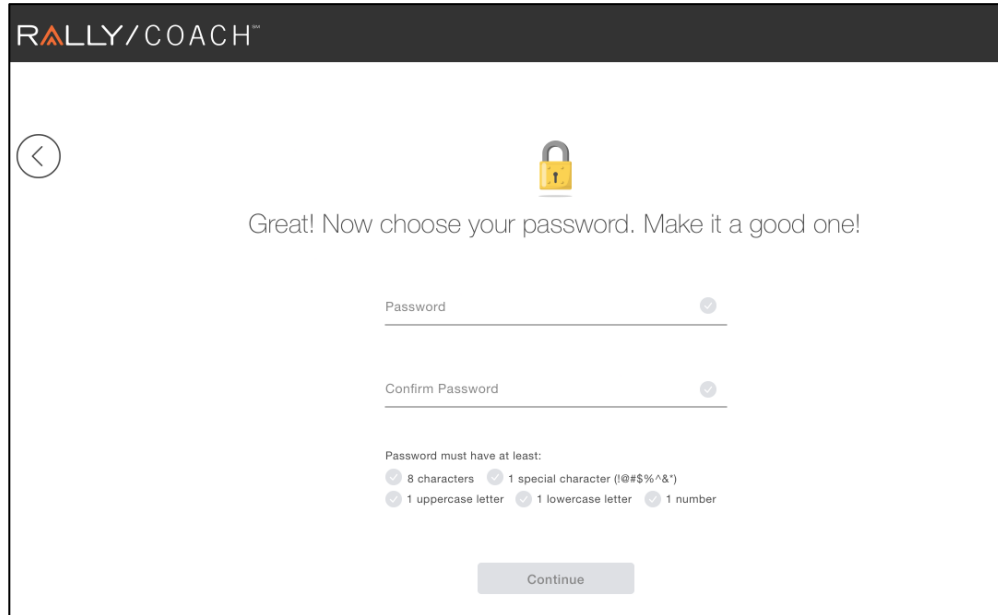 RALLY/COACH℠
Great! Now choose your password. Make it a good one!
Password
Confirm Password
Password must have at least:
8 characters 1 special character (!@#$%^&*)
1 uppercase letter 1 lowercase letter 1 number
Continue